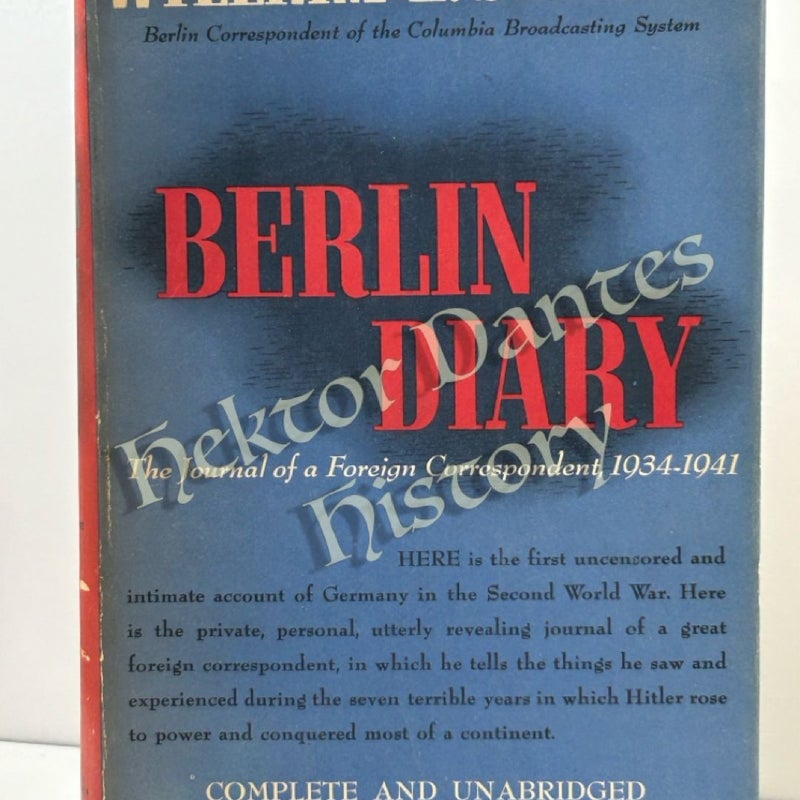 Berlin Correspondent of the Columbia Broadcasting System
BERLIN
DIARY
Hektor Dantes
History
The Journal of a Foreign Correspondent, 1934-1941
HERE is the first uncensored and
intimate account of Germany in the Second World War. Here
is the private, personal, utterly revealing journal of a great
foreign correspondent, in which he tells the things he saw and
experienced during the seven terrible years in which Hitler rose
to power and conquered most of a continent.
COMPLETE AND UNABRIDGED